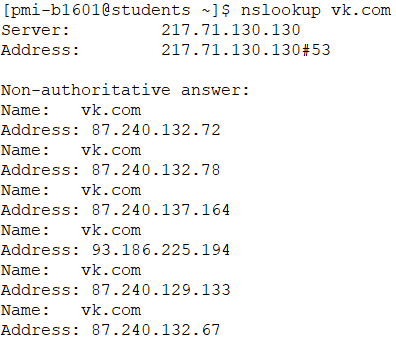 [pmi-b1601@students ~]$ nslookup vk.com
Server:         217.71.130.130
Address:        217.71.130.130#53

Non-authoritative answer:
Name:   vk.com
Address: 87.240.132.72
Name:   vk.com
Address: 87.240.132.78
Name:   vk.com
Address: 87.240.137.164
Name:   vk.com
Address: 93.186.225.194
Name:   vk.com
Address: 87.240.129.133
Name:   vk.com
Address: 87.240.132.67